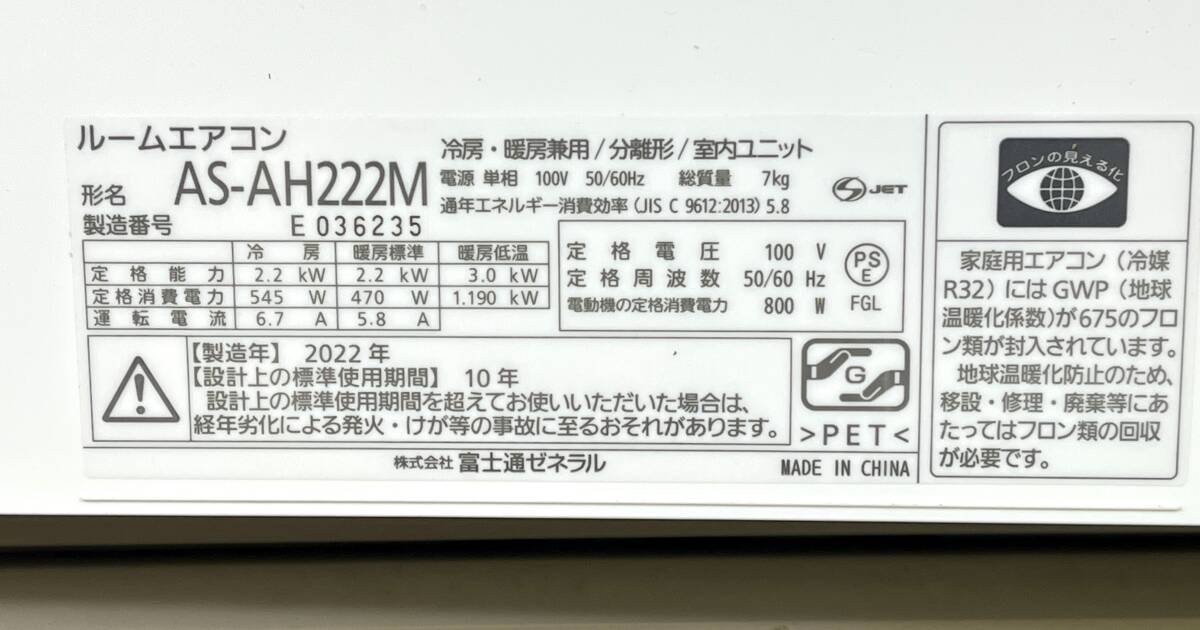 ルームエアコン
形名 AS-AH222M
製造番号 E 036235
冷房・暖房兼用/分離形/室内ユニット
電源 単相 100V 50/60Hz 総質量 7kg
通年エネルギー消費効率(JIS C 9612:2013) 5.8
JET
冷房 暖房標準 暖房低温
定格能力 2.2 kW 2.2 kW 3.0 kW
定格消費電力 545 W 470 W 1.190 kW
運転電流 6.7 A 5.8 A
定格電圧 100 V
定格周波数 50/60 Hz
電動機の定格消費電力 800 W
PS
E
FGL
【製造年】 2022 年
【設計上の標準使用期間】 10 年
設計上の標準使用期間を超えてお使いいただいた場合は、
経年劣化による発火・けが等の事故に至るおそれがあります。
G
>PET<
株式会社 富士通ゼネラル
MADE IN CHINA
フロンの見える化
家庭用エアコン(冷媒
R32)にはGWP(地球
温暖化係数)が675のフロ
ン類が封入されています。
地球温暖化防止のため、
移設・修理・廃棄等にあ
たってはフロン類の回収
が必要です。